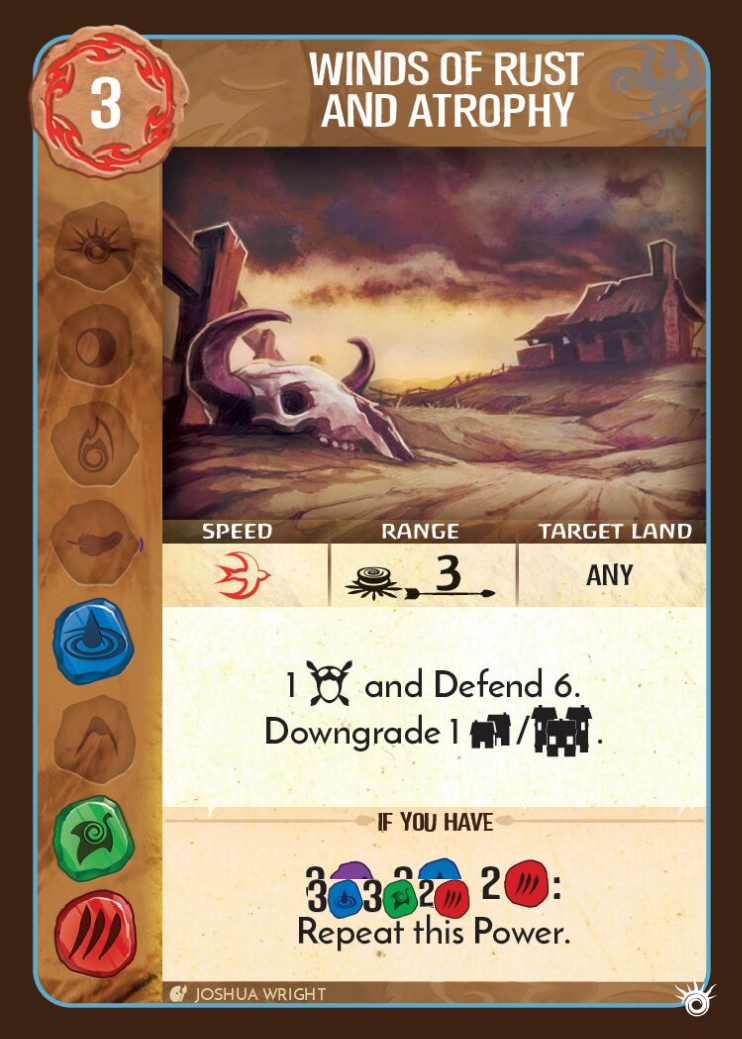 3
WINDS OF RUST
AND ATROPHY
SPEED RANGE TARGET LAND
3 ANY
1 and Defend 6.
Downgrade 1 / .
IF YOU HAVE
2 :
3 3 2
Repeat this Power.
JOSHUA WRIGHT